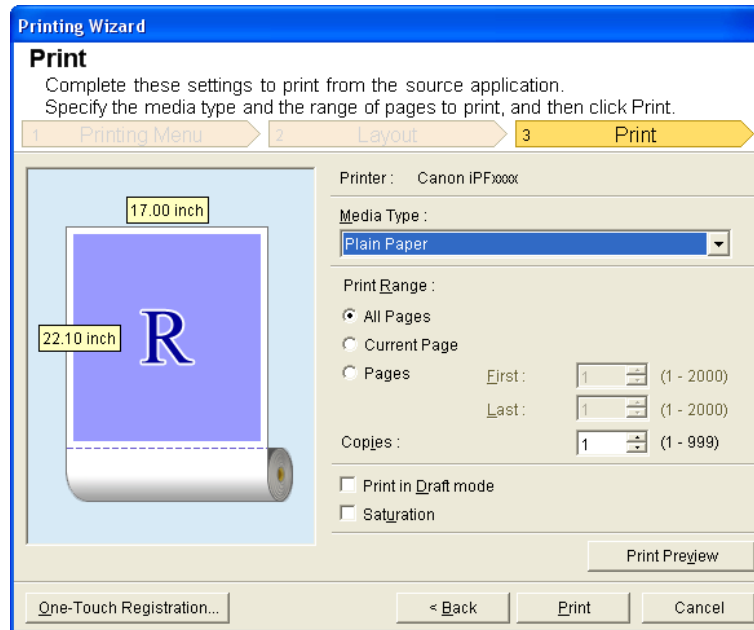 Printing Wizard
Print
Complete these settings to print from the source application.
Specify the media type and the range of pages to print, and then click Print.
1 Printing Menu 2 Layout 3 Print
Printer : Canon iPFxxxx
17.00 inch
Media Type :
Plain Paper
Print Range :
All Pages
22.10 inch
R
Current Page
Pages First : 1 (1 - 2000)
Last : 1 (1 - 2000)
Copies : 1 (1 - 999)
Print in Draft mode
Saturation
Print Preview
One-Touch Registration... < Back Print Cancel